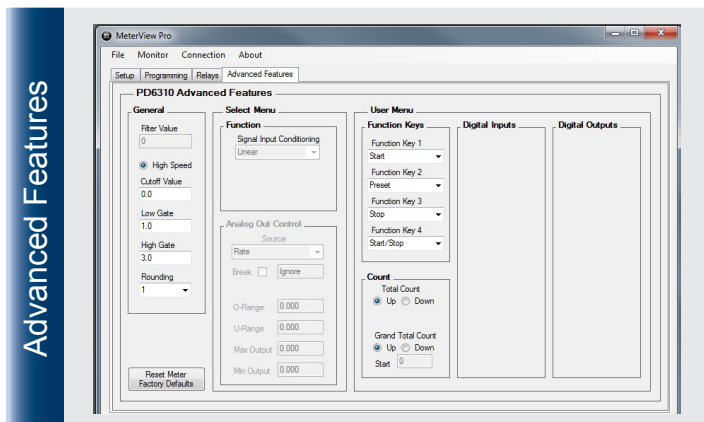 Advanced Features
MeterView Pro
File Monitor Connection About
Setup Programming Relays Advanced Features
PD6310 Advanced Features
General
Filter Value
0
High Speed
Cutoff Value
0.0
Low Gate
1.0
High Gate
3.0
Rounding
1
Reset Meter
Factory Defaults
Select Menu
Function
Signal Input Conditioning
Linear
Analog Out Control
Source
Rate
Break Ignore
O-Range 0.000
U-Range 0.000
Max Output 0.000
Min Output 0.000
User Menu
Function Keys
Function Key 1
Start
Function Key 2
Preset
Function Key 3
Stop
Function Key 4
Start/Stop
Count
Total Count
Up Down
Grand Total Count
Up Down
Start 0
Digital Inputs
Digital Outputs